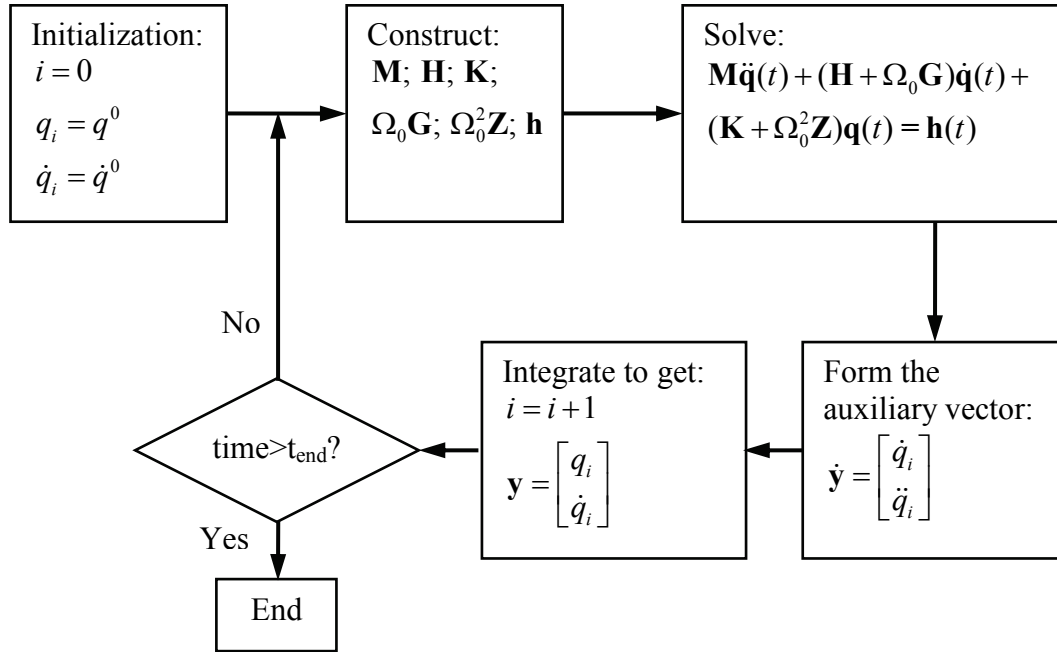 Initialization:
i = 0
q_i = q^0
q̇_i = q̇^0
Construct:
M; H; K;
Ω_0G; Ω_0^2Z; h
Solve:
Mq̈(t) + (H + Ω_0G)q̇(t) +
(K + Ω_0^2Z)q(t) = h(t)
Form the
auxiliary vector:
ẏ = [q̇_i
q̈_i]
Integrate to get:
i = i + 1
y = [q_i
q̇_i]
time>t_end?
No
Yes
End